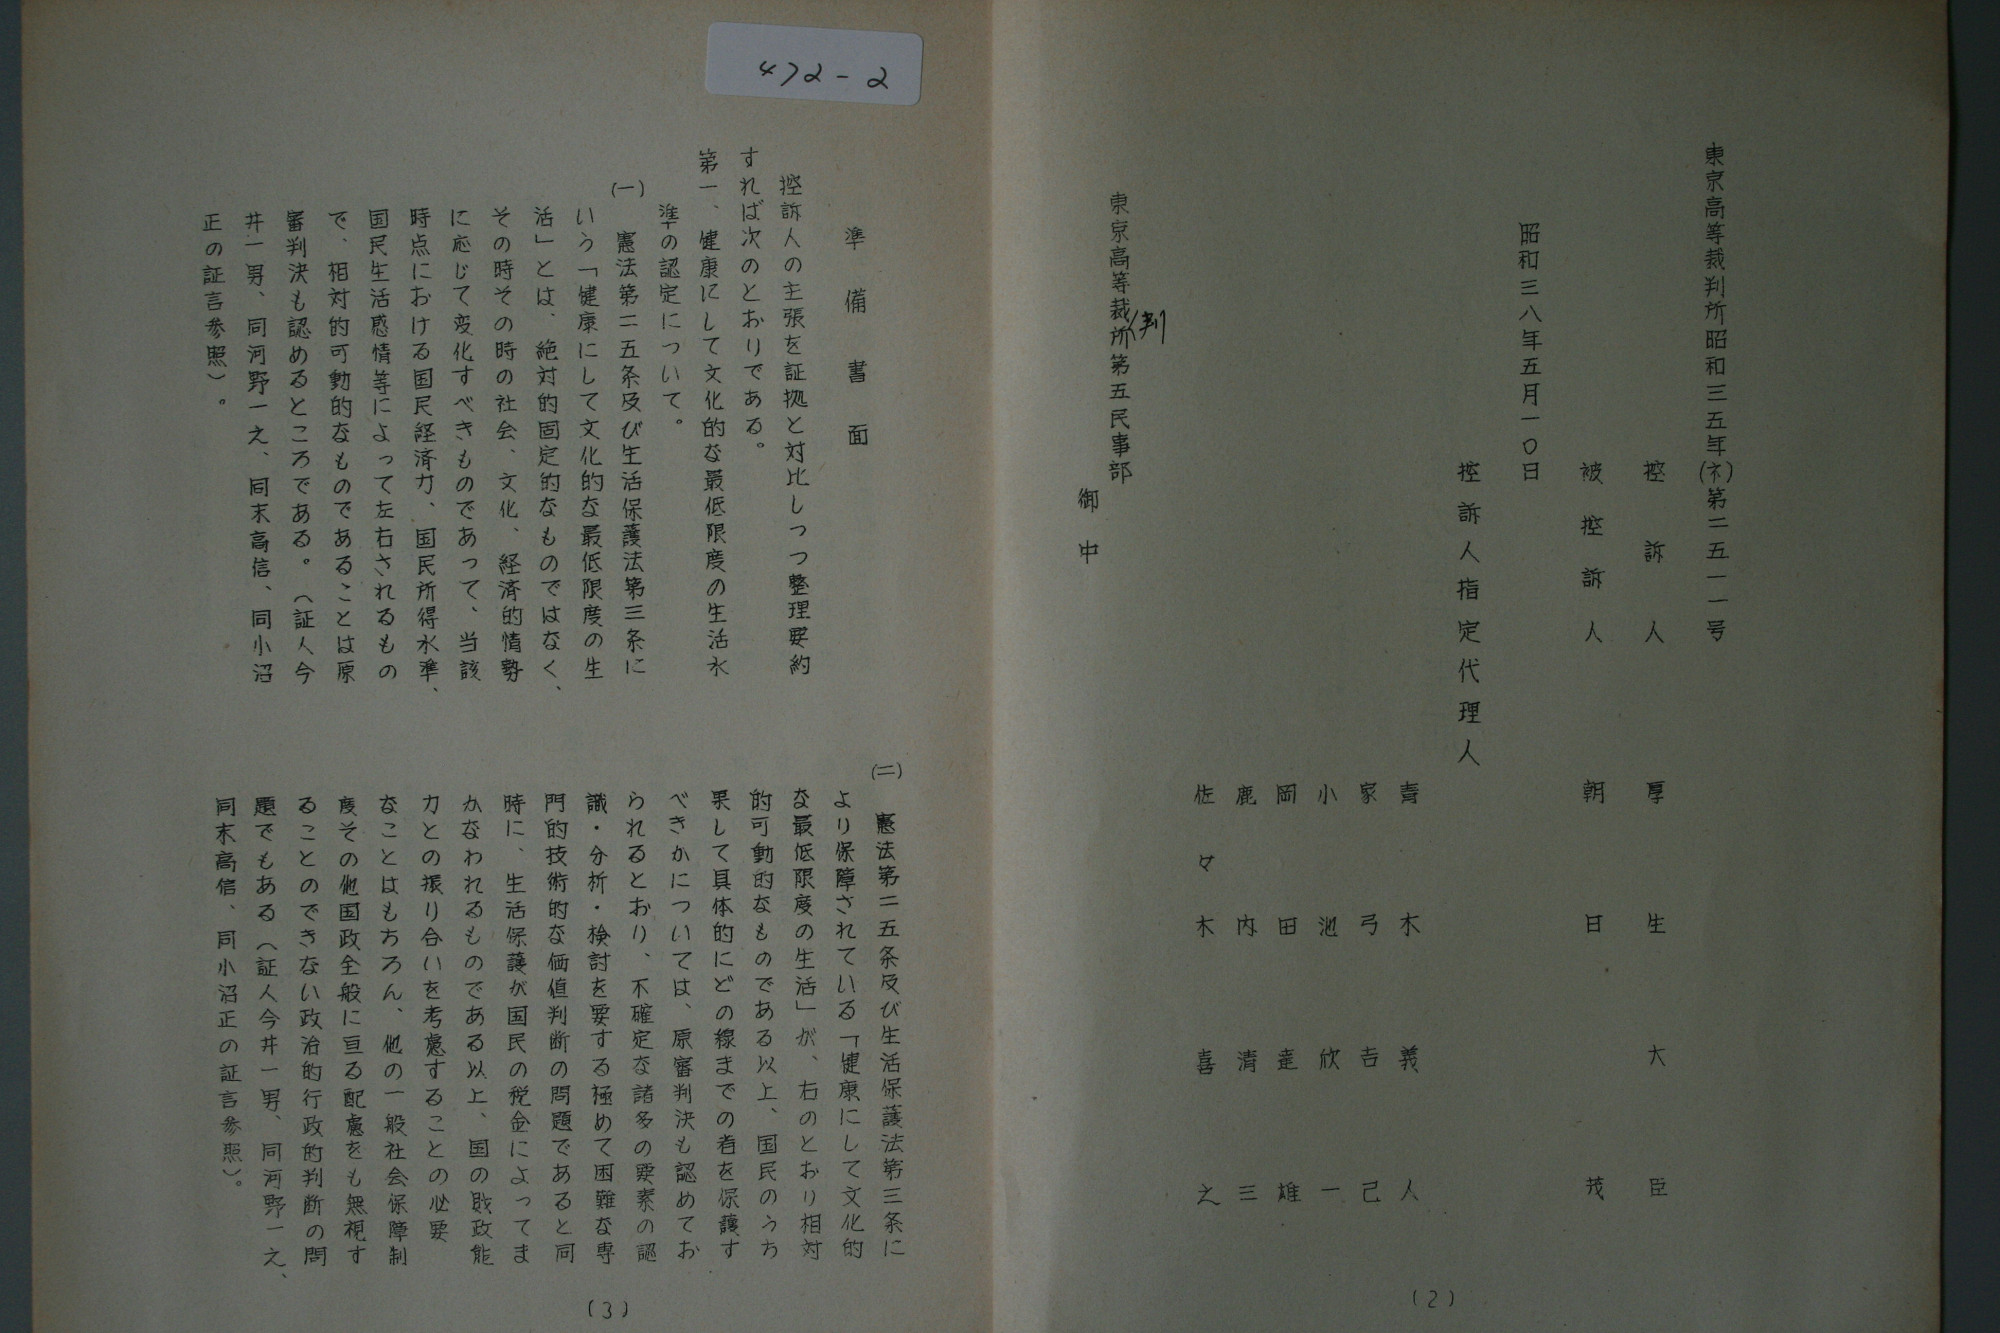 東京高等裁判所昭和三五年(ネ)第二五一一号
控訴人 厚生大臣
被控訴人 朝日茂
昭和三八年五月一〇日
控訴人指定代理人
青木義人
家弓吉己
小池欣一
岡田達雄
鹿内清三
佐々木喜之
東京高等裁所第五民事部
判
御中
(2)
472-2
準備書面
控訴人の主張を証拠と対比しつつ整理要約
すれば次のとおりである。
第一、健康にして文化的な最低限度の生活水
準の認定について。
(一) 憲法第二五条及び生活保護法第三条に
いう「健康にして文化的な最低限度の生
活」とは、絶対的固定的なものではなく、
その時その時の社会、文化、経済的情勢
に応じて変化すべきものであって、当該
時点における国民経済力、国民所得水準、
国民生活感情等によって左右されるもの
で、相対的可動的なものであることは原
審判決も認めるところである。(証人今
井一男、同河野一之、同末高信、同小沼
正の証言参照)。
(二) 憲法第二五条及び生活保護法第三条に
より保障されている「健康にして文化的
な最低限度の生活」が、右のとおり相対
的可動的なものである以上、国民のうち
果して具体的にどの線までの者を保護す
べきかについては、原審判決も認めてお
られるとおり、不確定な諸多の要素の認
識・分析・検討を要する極めて困難な専
門的技術的な価値判断の問題であると同
時に、生活保護が国民の税金によってま
かなわれるものである以上、国の財政能
力との振り合いを考慮することの必要
なことはもちろん、他の一般社会保障制
度その他国政全般に亘る配慮をも無視す
ることのできない政治的行政的判断の問
題でもある(証人今井一男、同河野一之、
同末高信、同小沼正の証言参照)。
(3)